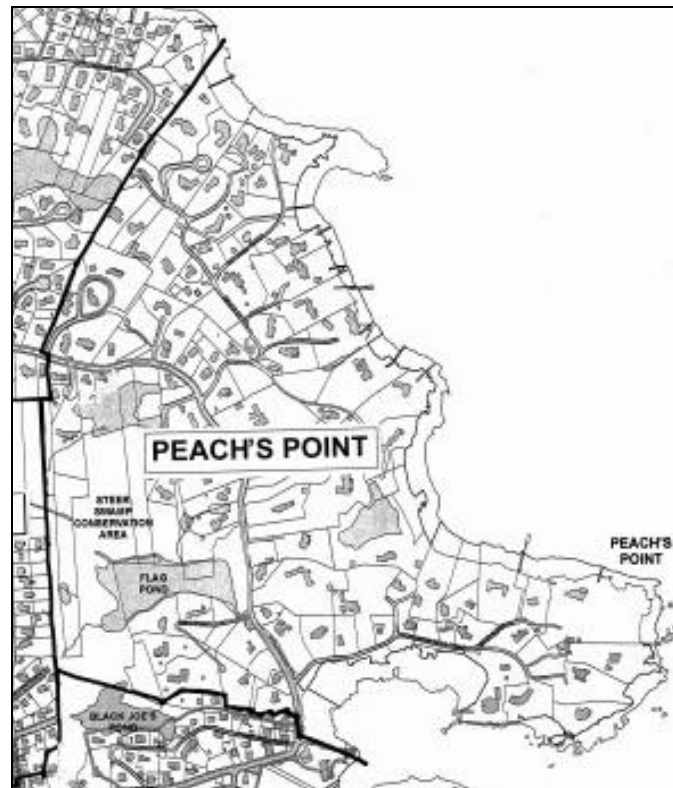 PEACH'S POINT
STEER
SWAMP
CONSERVATION
AREA
PEACH'S
POINT
FLAG
POND
BLACK JOE'S
POND